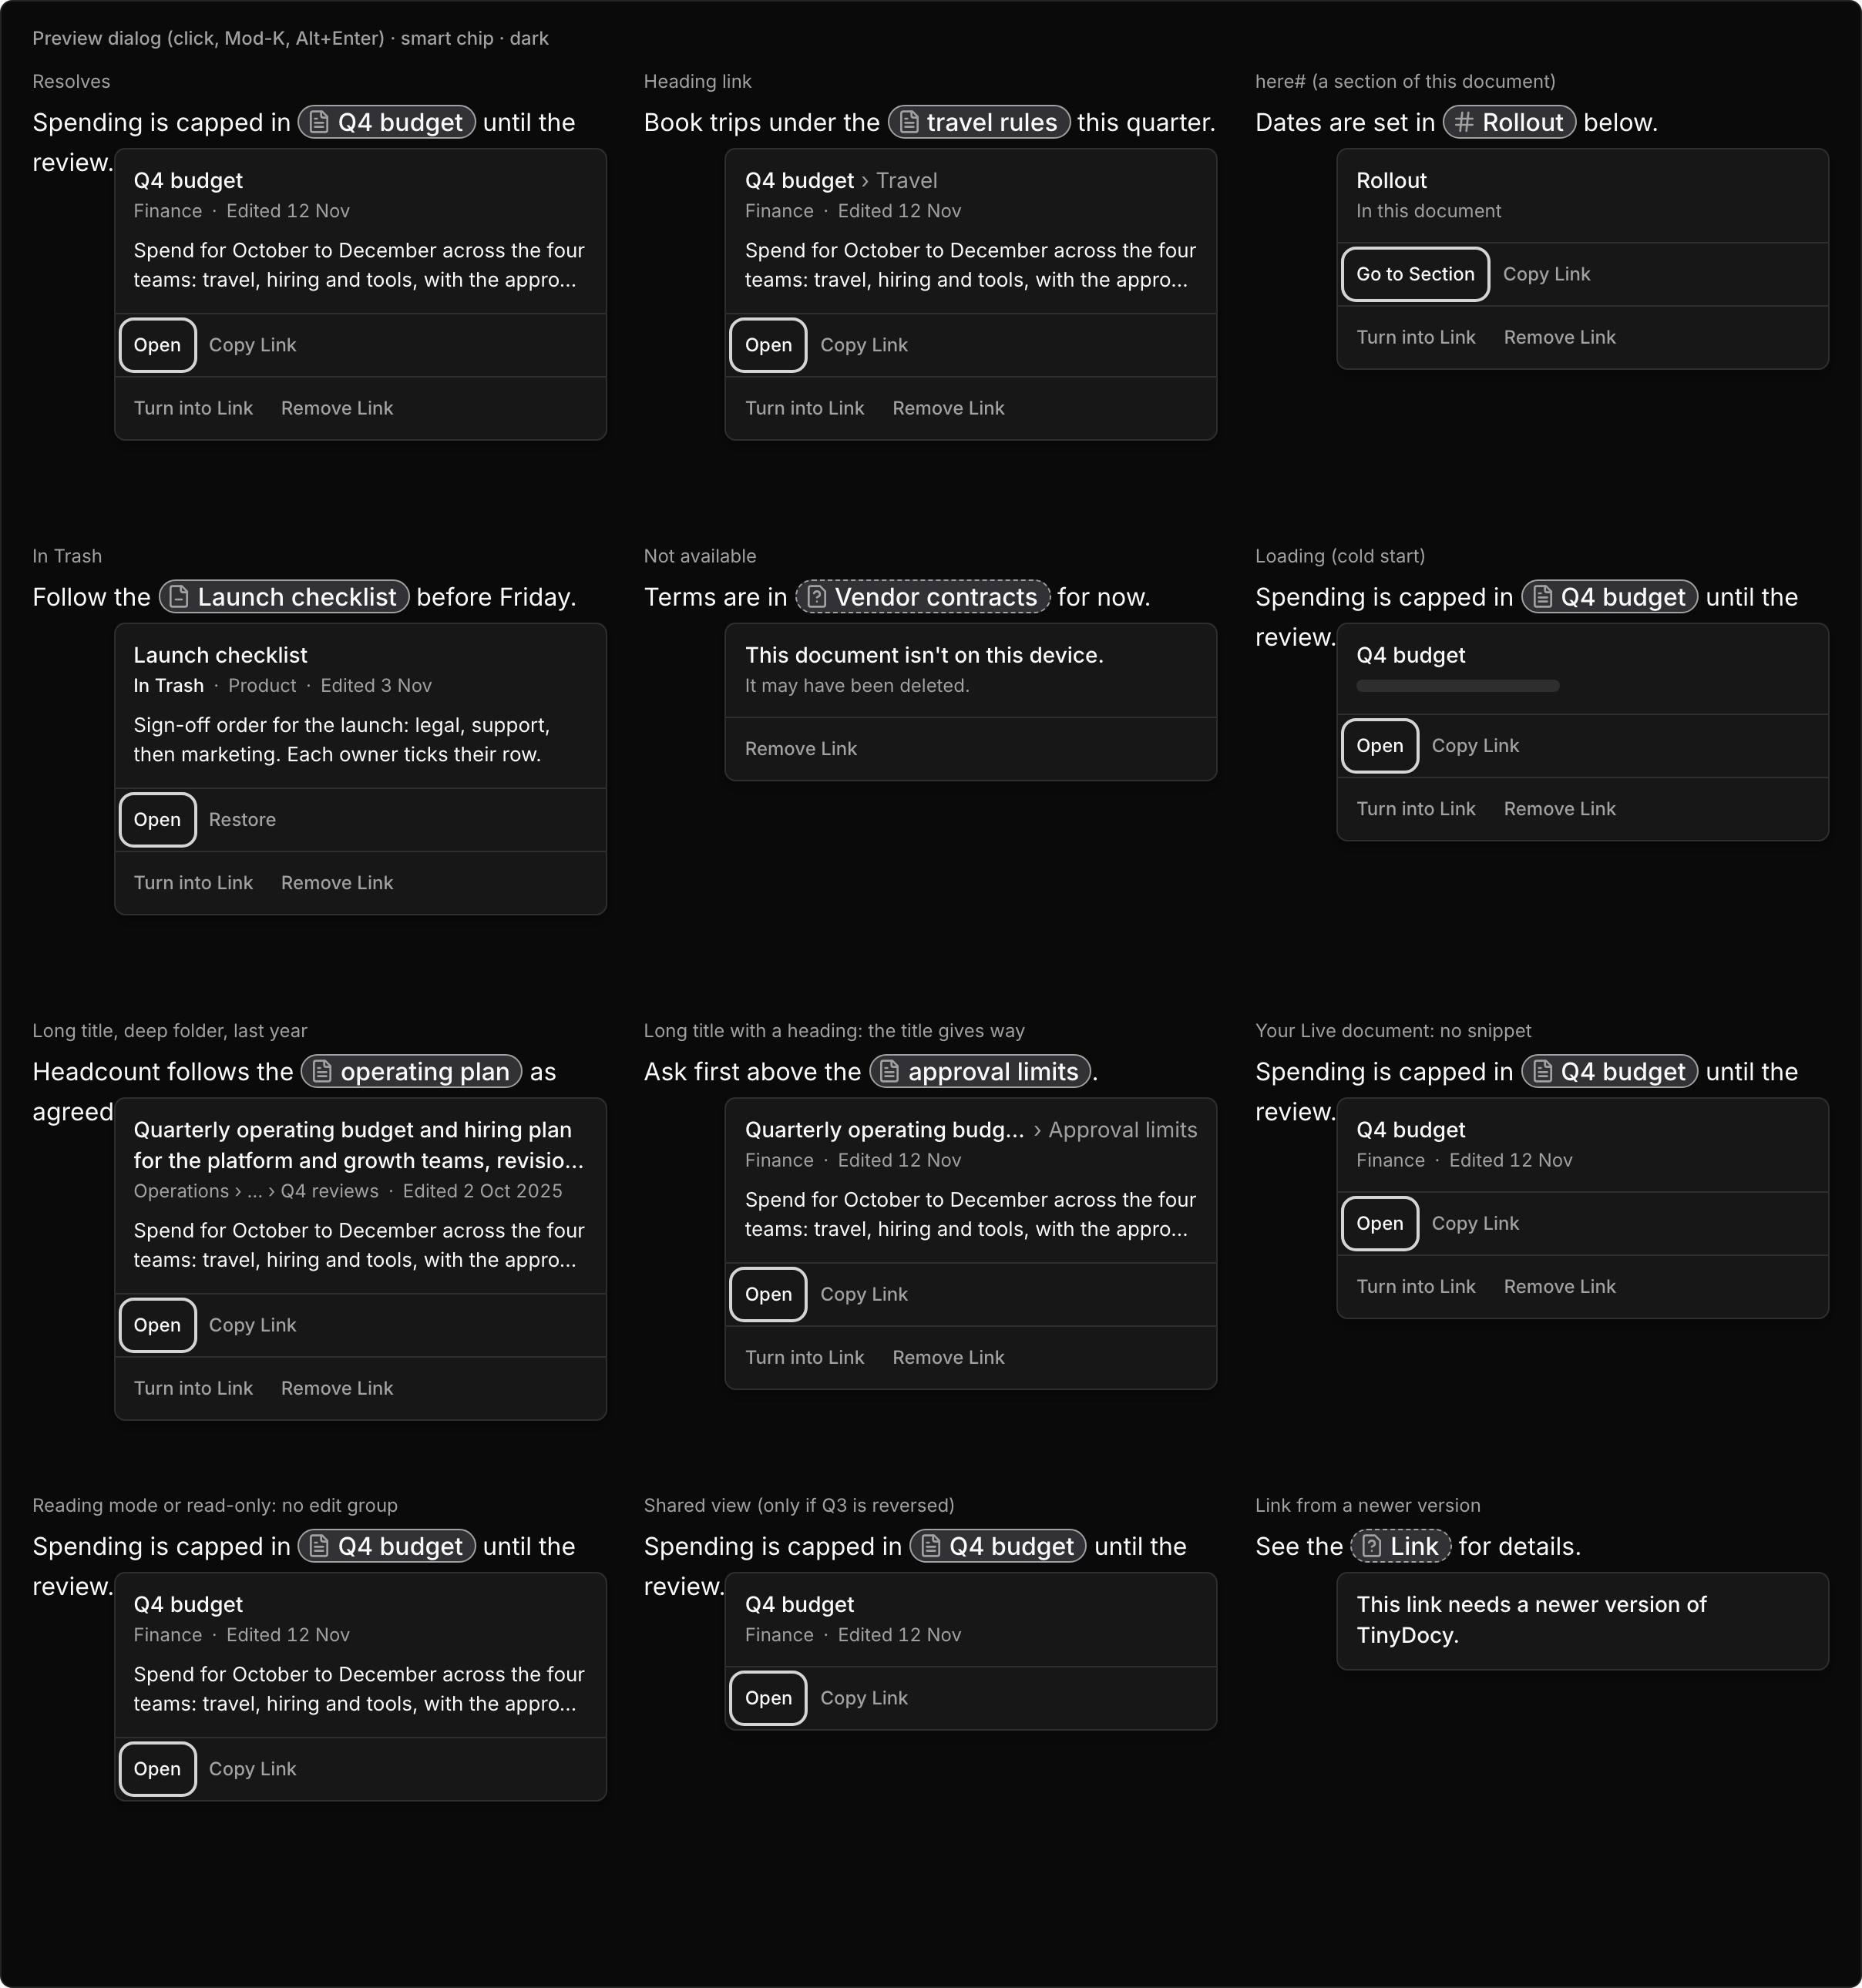 Preview dialog (click, Mod-K, Alt+Enter) · smart chip · dark
Resolves
Spending is capped in Q4 budget until the
review.
Q4 budget
Finance · Edited 12 Nov
Spend for October to December across the four
teams: travel, hiring and tools, with the appro...
Open Copy Link
Turn into Link Remove Link
Heading link
Book trips under the travel rules this quarter.
Q4 budget › Travel
Finance · Edited 12 Nov
Spend for October to December across the four
teams: travel, hiring and tools, with the appro...
Open Copy Link
Turn into Link Remove Link
here# (a section of this document)
Dates are set in # Rollout below.
Rollout
In this document
Go to Section Copy Link
Turn into Link Remove Link
In Trash
Follow the Launch checklist before Friday.
Launch checklist
In Trash · Product · Edited 3 Nov
Sign-off order for the launch: legal, support,
then marketing. Each owner ticks their row.
Open Restore
Turn into Link Remove Link
Not available
Terms are in ? Vendor contracts for now.
This document isn't on this device.
It may have been deleted.
Remove Link
Loading (cold start)
Spending is capped in Q4 budget until the
review.
Q4 budget
Open Copy Link
Turn into Link Remove Link
Long title, deep folder, last year
Headcount follows the operating plan as
agreed
Quarterly operating budget and hiring plan
for the platform and growth teams, revisio...
Operations › ... › Q4 reviews · Edited 2 Oct 2025
Spend for October to December across the four
teams: travel, hiring and tools, with the appro...
Open Copy Link
Turn into Link Remove Link
Long title with a heading: the title gives way
Ask first above the approval limits.
Quarterly operating budg... › Approval limits
Finance · Edited 12 Nov
Spend for October to December across the four
teams: travel, hiring and tools, with the appro...
Open Copy Link
Turn into Link Remove Link
Your Live document: no snippet
Spending is capped in Q4 budget until the
review.
Q4 budget
Finance · Edited 12 Nov
Open Copy Link
Turn into Link Remove Link
Reading mode or read-only: no edit group
Spending is capped in Q4 budget until the
review.
Q4 budget
Finance · Edited 12 Nov
Spend for October to December across the four
teams: travel, hiring and tools, with the appro...
Open Copy Link
Shared view (only if Q3 is reversed)
Spending is capped in Q4 budget until the
review.
Q4 budget
Finance · Edited 12 Nov
Open Copy Link
Link from a newer version
See the ? Link for details.
This link needs a newer version of
TinyDocy.